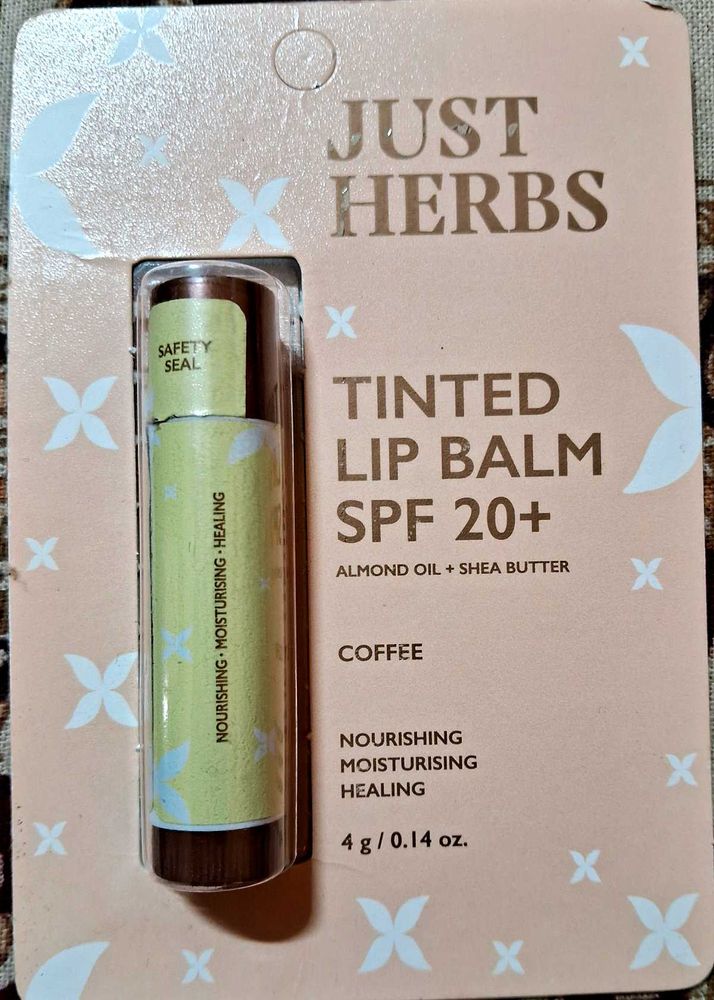 JUST
HERBS
SAFETY
SEAL
NOURISHING · MOISTURISING · HEALING
TINTED
LIP BALM
SPF 20+
ALMOND OIL + SHEA BUTTER
COFFEE
NOURISHING
MOISTURISING
HEALING
4 g / 0.14 oz.